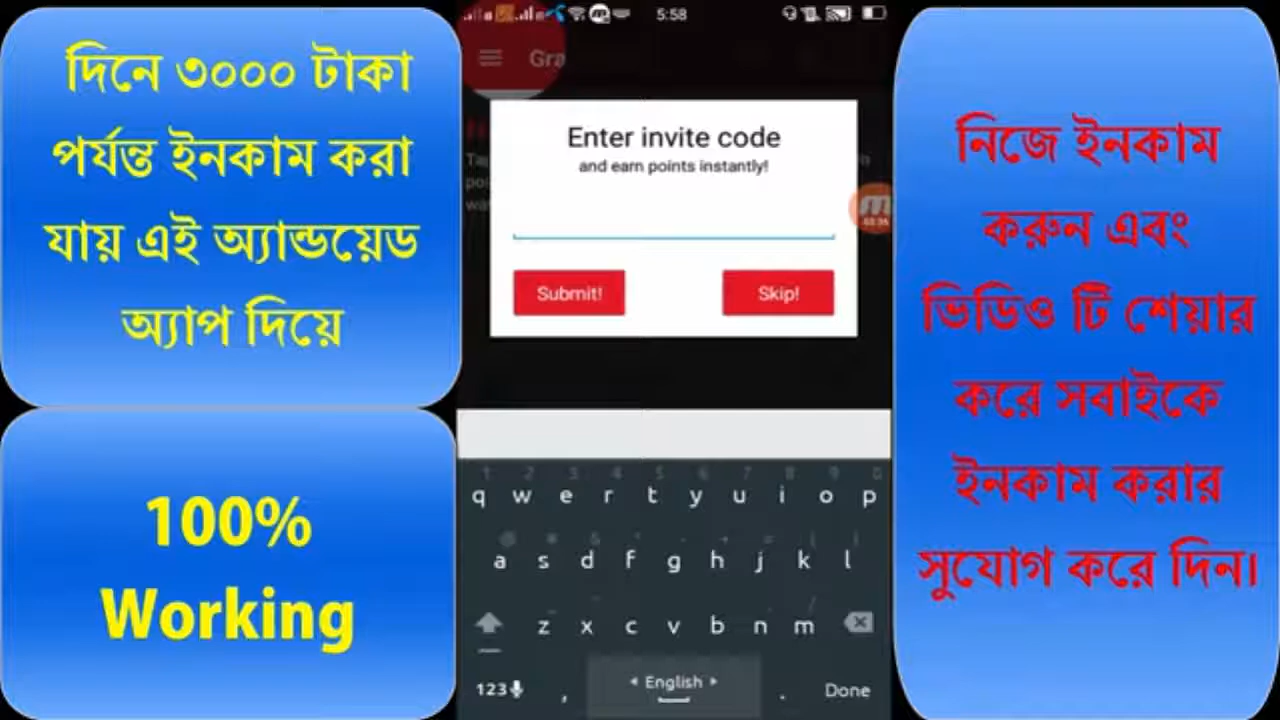 দিনে ৩০০০ টাকা
পর্যন্ত ইনকাম করা
যায় এই অ্যান্ডয়েড
অ্যাপ দিয়ে
100%
Working
5:58
Gra
Enter invite code
and earn points instantly!
Submit!
Skip!
q w e r t y u i o p
a s d f g h j k l
z x c v b n m
123 , English . Done
নিজে ইনকাম
করুন এবং
ভিডিও টি শেয়ার
করে সবাইকে
ইনকাম করার
সুযোগ করে দিন।